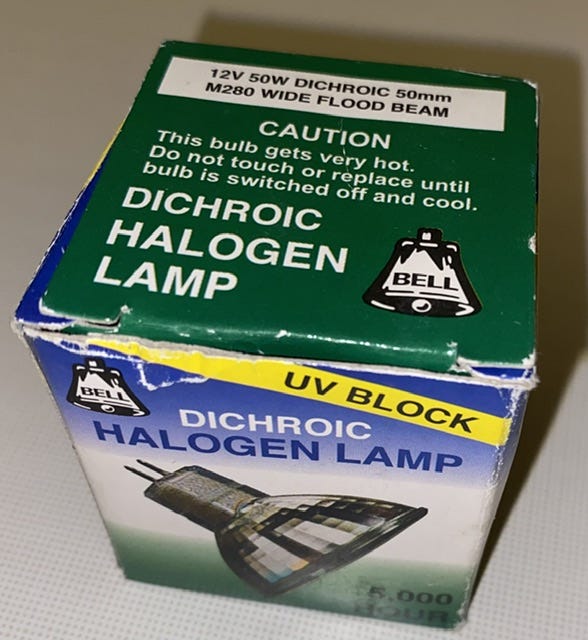 12V 50W DICHROIC 50mm
M280 WIDE FLOOD BEAM
CAUTION
This bulb gets very hot.
Do not touch or replace until
bulb is switched off and cool.
DICHROIC
HALOGEN
LAMP
BELL
UV BLOCK
BELL
DICHROIC
HALOGEN LAMP
5,000
HOUR